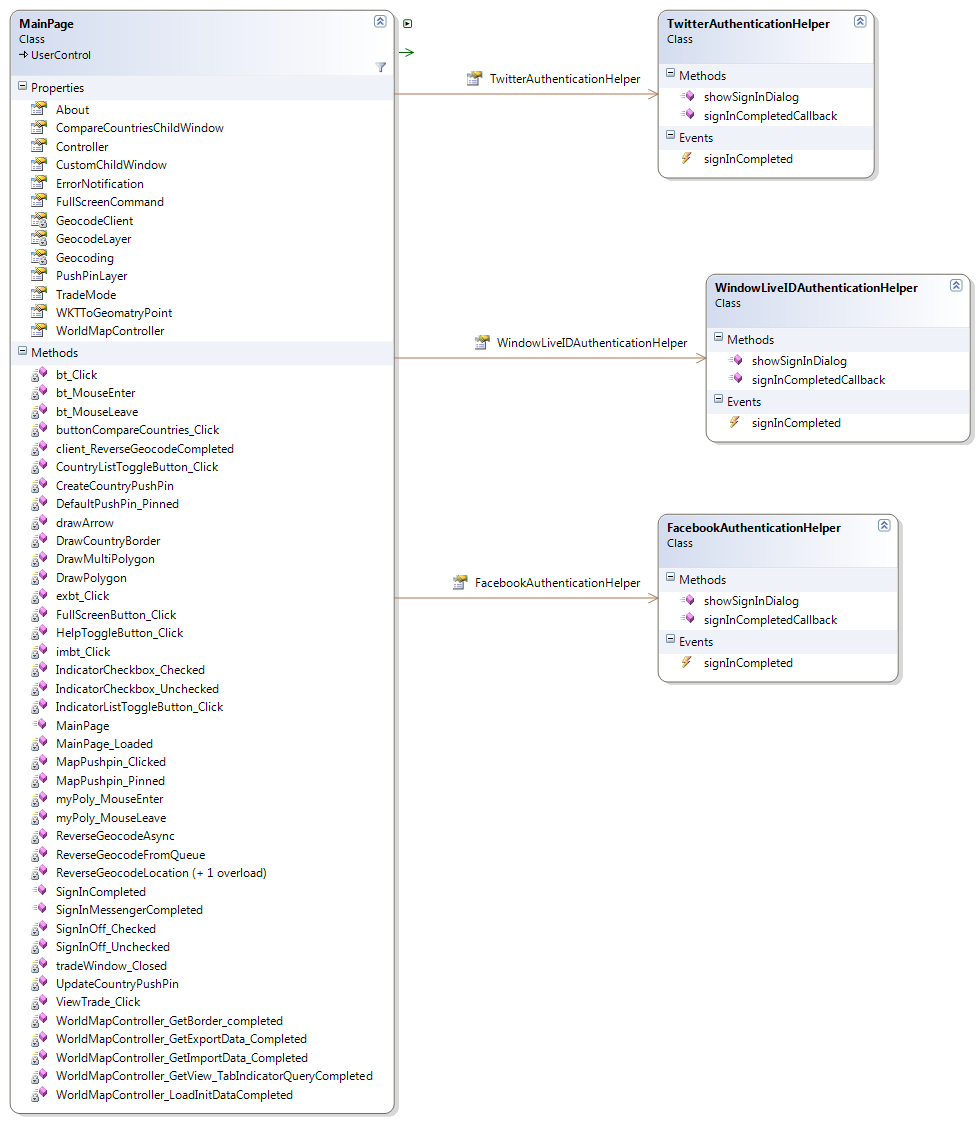 MainPage
Class
UserControl
Properties
About
CompareCountriesChildWindow
Controller
CustomChildWindow
ErrorNotification
FullScreenCommand
GeocodeClient
GeocodeLayer
Geocoding
PushPinLayer
TradeMode
WKTToGeomatryPoint
WorldMapController
Methods
bt_Click
bt_MouseEnter
bt_MouseLeave
buttonCompareCountries_Click
client_ReverseGeocodeCompleted
CountryListToggleButton_Click
CreateCountryPushPin
DefaultPushPin_Pinned
drawArrow
DrawCountryBorder
DrawMultiPolygon
DrawPolygon
exbt_Click
FullScreenButton_Click
HelpToggleButton_Click
imbt_Click
IndicatorCheckbox_Checked
IndicatorCheckbox_Unchecked
IndicatorListToggleButton_Click
MainPage
MainPage_Loaded
MapPushpin_Clicked
MapPushpin_Pinned
myPoly_MouseEnter
myPoly_MouseLeave
ReverseGeocodeAsync
ReverseGeocodeFromQueue
ReverseGeocodeLocation (+ 1 overload)
SignInCompleted
SignInMessengerCompleted
SignInOff_Checked
SignInOff_Unchecked
tradeWindow_Closed
UpdateCountryPushPin
ViewTrade_Click
WorldMapController_GetBorder_completed
WorldMapController_GetExportData_Completed
WorldMapController_GetImportData_Completed
WorldMapController_GetView_TabIndicatorQueryCompleted
WorldMapController_LoadInitDataCompleted
TwitterAuthenticationHelper
TwitterAuthenticationHelper
Class
Methods
showSignInDialog
signInCompletedCallback
Events
signInCompleted
WindowLiveIDAuthenticationHelper
WindowLiveIDAuthenticationHelper
Class
Methods
showSignInDialog
signInCompletedCallback
Events
signInCompleted
FacebookAuthenticationHelper
FacebookAuthenticationHelper
Class
Methods
showSignInDialog
signInCompletedCallback
Events
signInCompleted